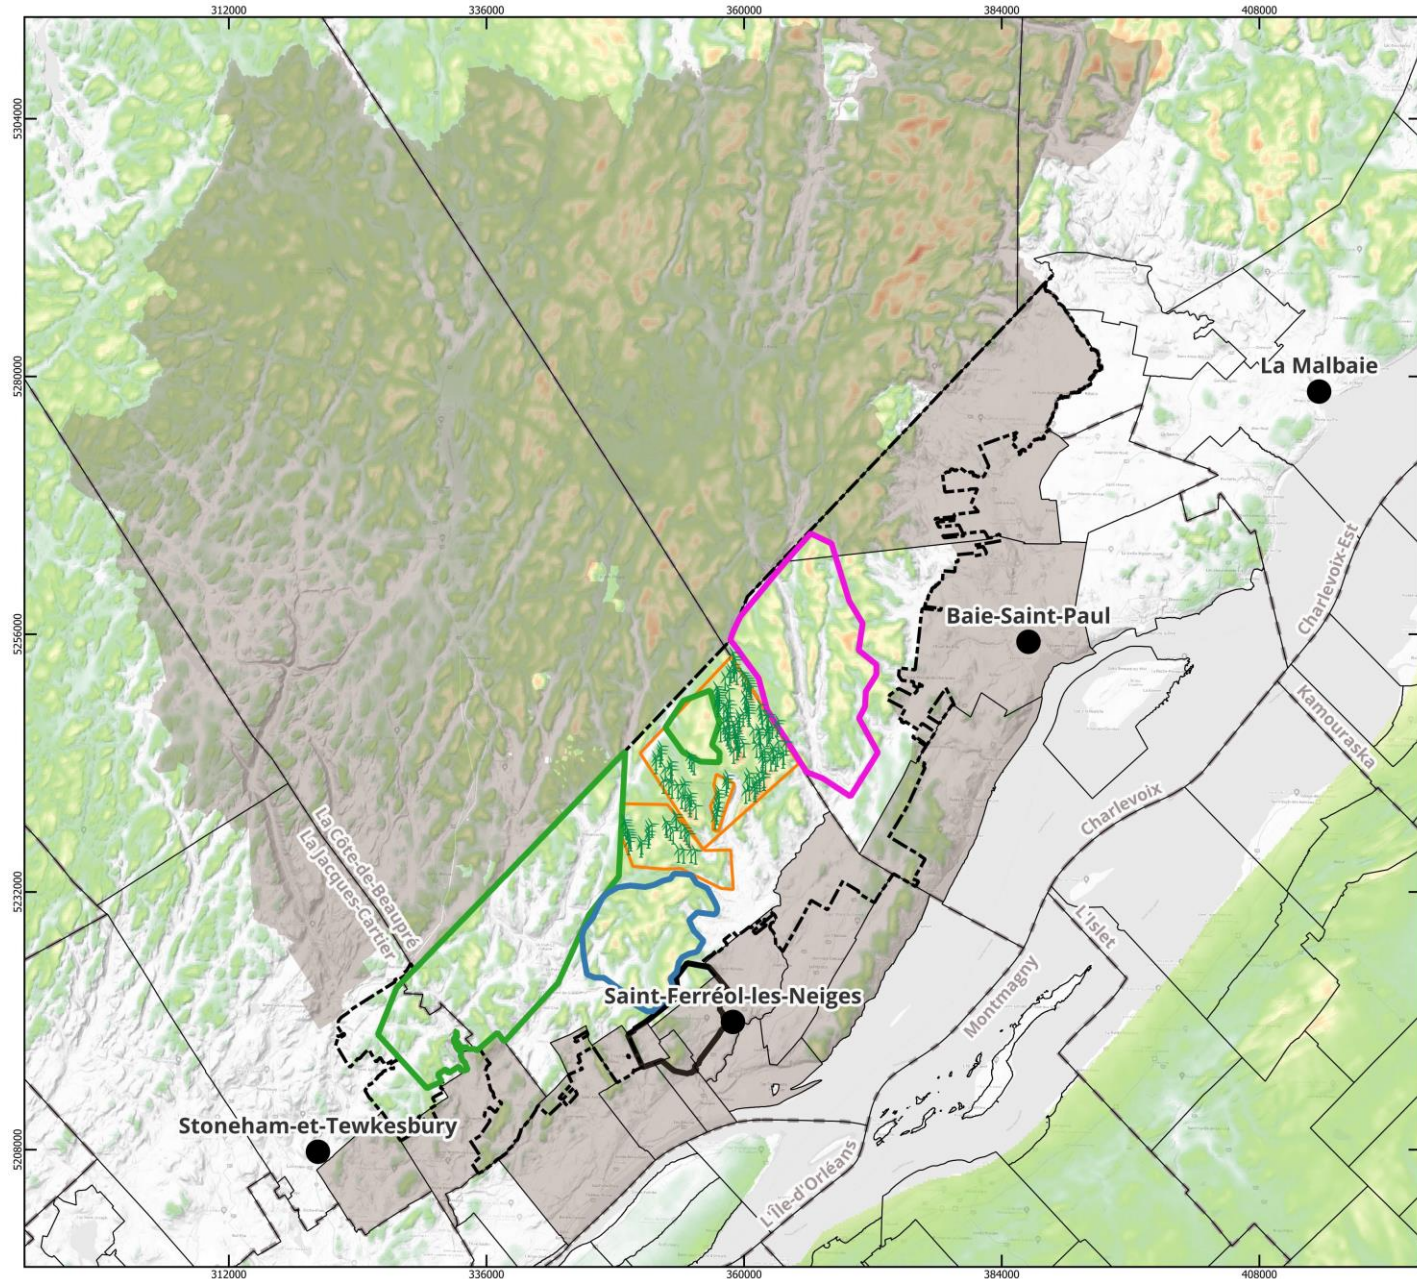 312000
336000
360000
384000
408000
5304000
5280000
La Malbaie
Charlevoix-Est
Baie-Saint-Paul
5256000
Kamouraska
Charlevoix
La Côte-de-Beaupré
La Jacques-Cartier
5232000
L'Islet
Montmagny
Saint-Ferréol-les-Neiges
Stoneham-et-Tewkesbury
5208000
L'Île-d'Orléans
312000
336000
360000
384000
408000